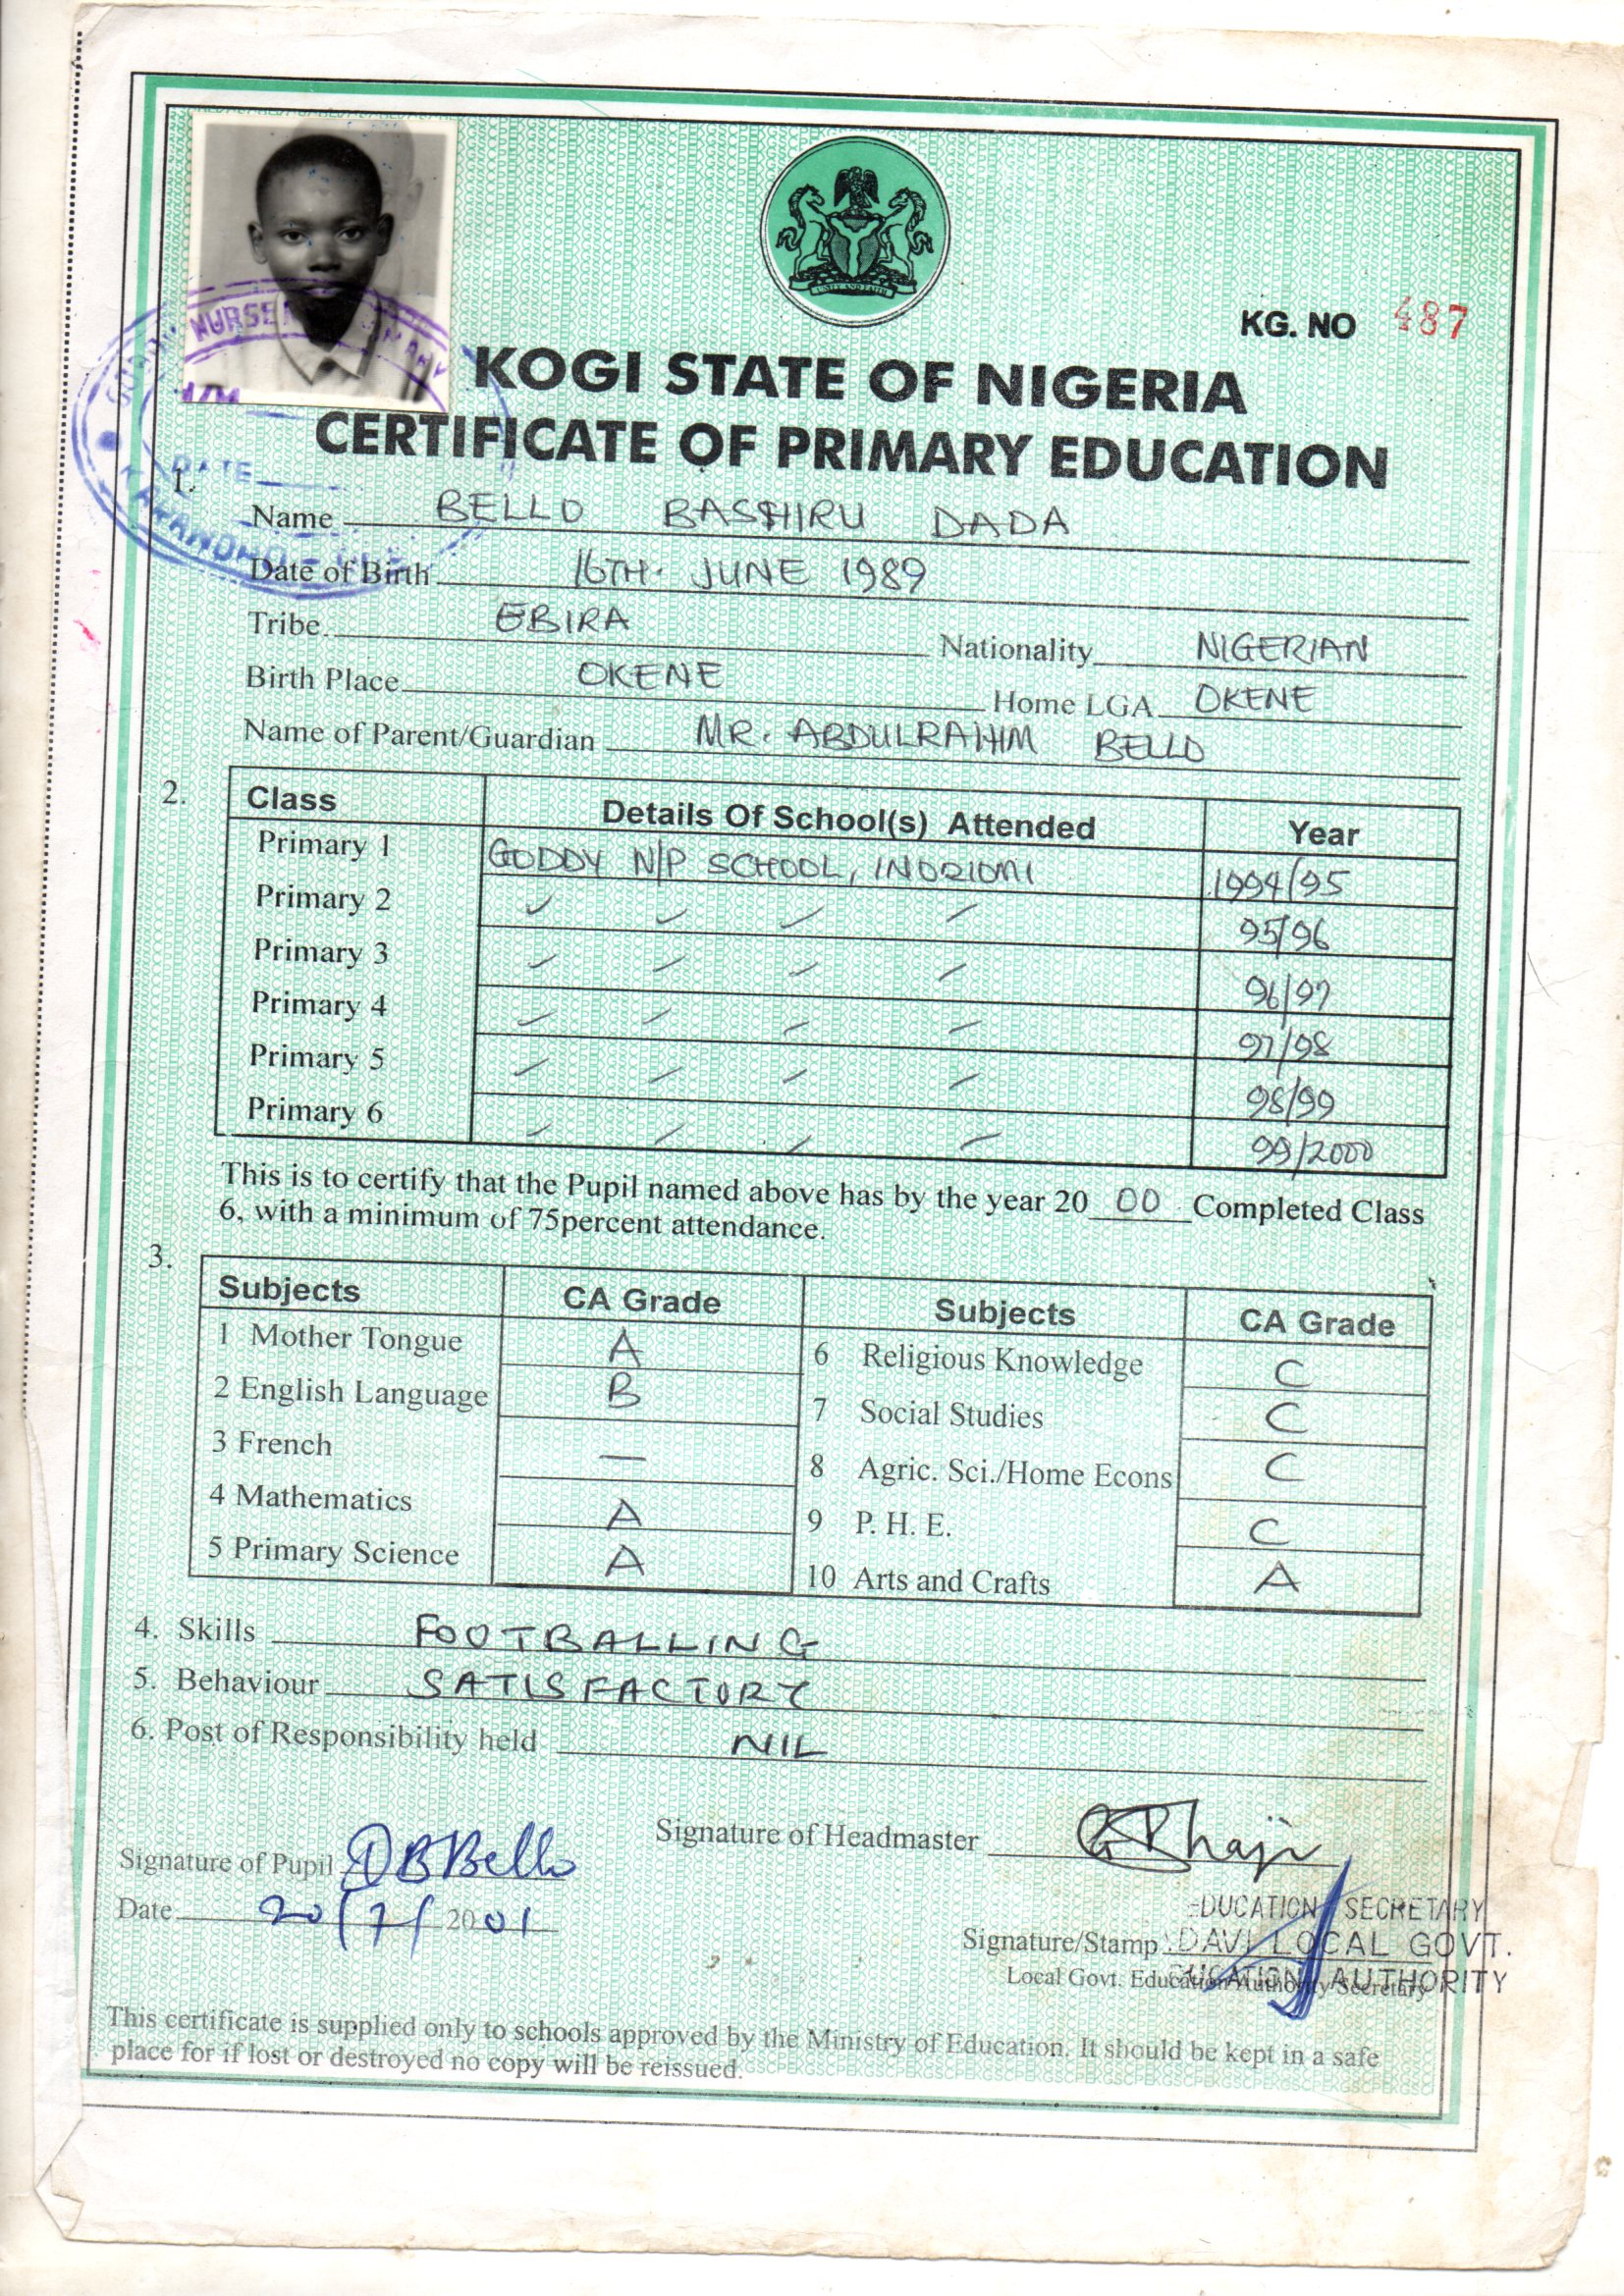 UNITY AND FAITH
KG. NO 487
NURSE
KOGI STATE OF NIGERIA
CERTIFICATE OF PRIMARY EDUCATION
DATE
1.
Name BELLO BASHIRU DADA
Date of Birth 16TH. JUNE 1989
Tribe EBIRA Nationality NIGERIAN
Birth Place OKENE Home LGA OKENE
Name of Parent/Guardian MR. ABDULRAHIM BELLO
2. Class Details Of School(s) Attended Year
Primary 1 GODDY N/P SCHOOL, INORIOMI 1994/95
Primary 2 95/96
Primary 3 96/97
Primary 4 97/98
Primary 5 98/99
Primary 6 99/2000
This is to certify that the Pupil named above has by the year 20 00 Completed Class
6, with a minimum of 75percent attendance.
3. Subjects CA Grade Subjects CA Grade
1 Mother Tongue A 6 Religious Knowledge C
2 English Language B 7 Social Studies C
3 French — 8 Agric. Sci./Home Econs C
4 Mathematics A 9 P. H. E. C
5 Primary Science A 10 Arts and Crafts A
4. Skills FOOTBALLING
5. Behaviour SATISFACTORY
6. Post of Responsibility held NIL
Signature of Pupil DBBello Signature of Headmaster
Date 20/7/ 2001
EDUCATION SECRETARY
Signature/Stamp DAVI LOCAL GOVT.
Local Govt. Education Authority Secretary
EDUCATION AUTHORITY
This certificate is supplied only to schools approved by the Ministry of Education. It should be kept in a safe
place for if lost or destroyed no copy will be reissued.